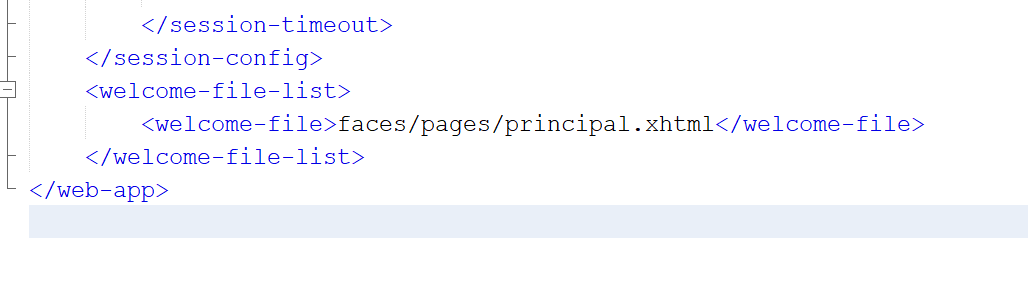 </session-timeout>
</session-config>
<welcome-file-list>
<welcome-file>faces/pages/principal.xhtml</welcome-file>
</welcome-file-list>
</web-app>